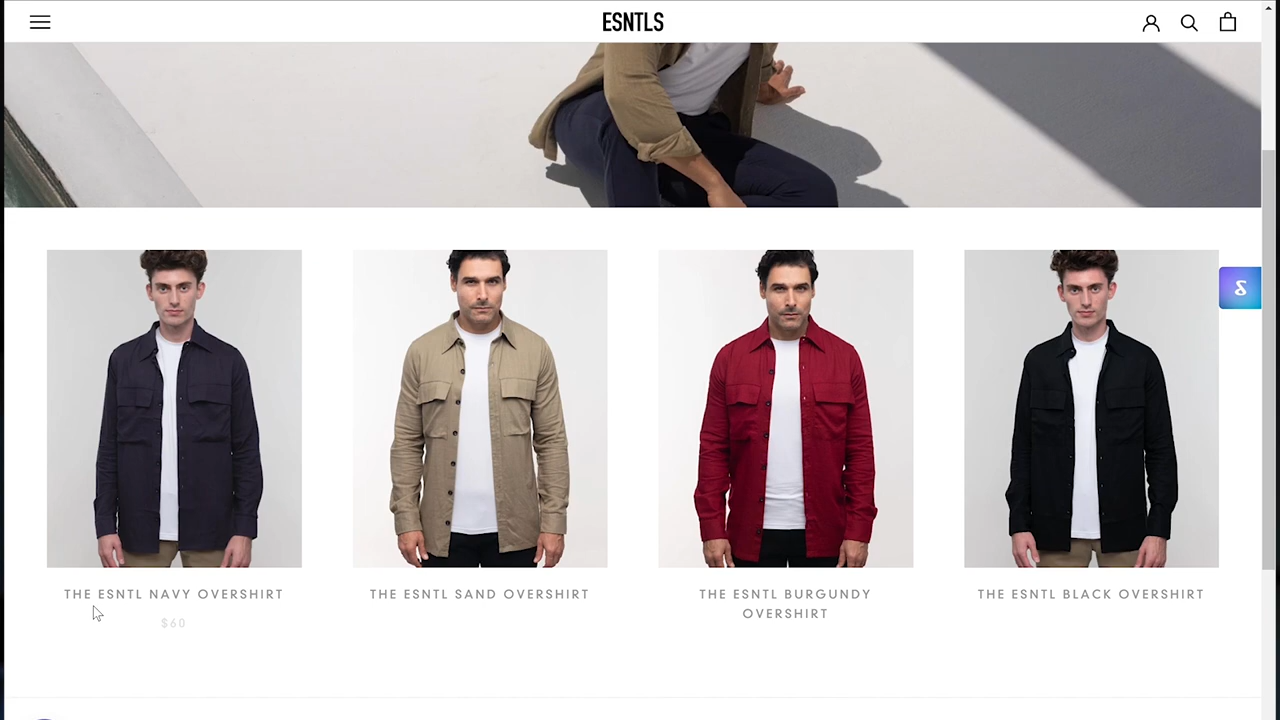 ESNTLS
THE ESNTL NAVY OVERSHIRT
$60
THE ESNTL SAND OVERSHIRT
THE ESNTL BURGUNDY
OVERSHIRT
THE ESNTL BLACK OVERSHIRT